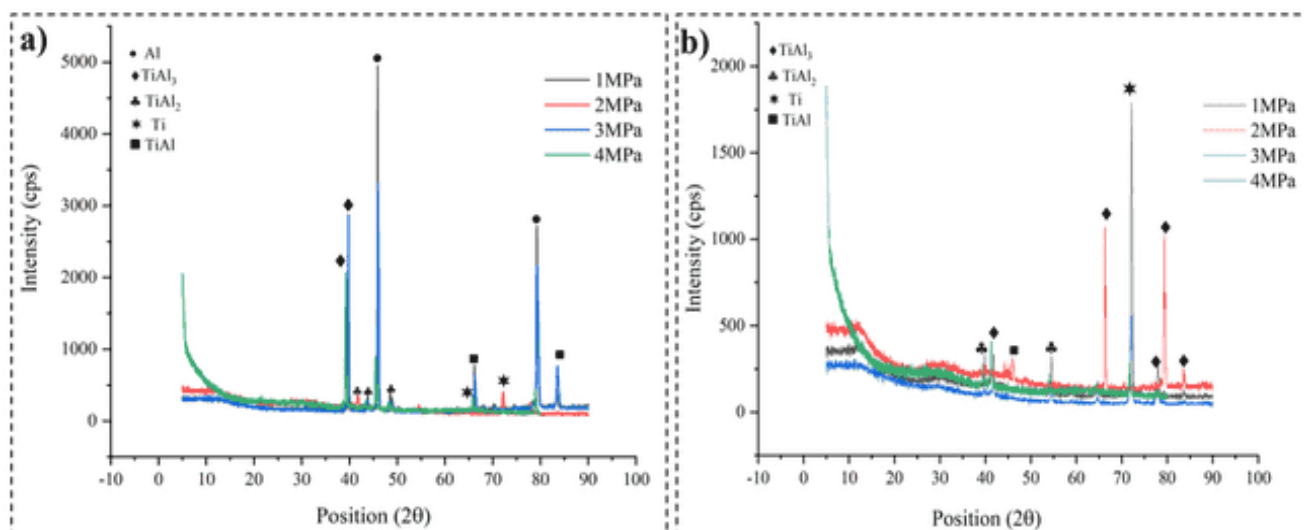 a)
● Al
♦ TiAl₃
♣ TiAl₂
✷ Ti
■ TiAl
1MPa
2MPa
3MPa
4MPa
5000
4000
3000
2000
1000
0
Intensity (cps)
-10 0 10 20 30 40 50 60 70 80 90 100
Position (2θ)
b)
♦ TiAl₃
♣ TiAl₂
✷ Ti
■ TiAl
1MPa
2MPa
3MPa
4MPa
2000
1500
1000
500
0
Intensity (cps)
-10 0 10 20 30 40 50 60 70 80 90 100
Position (2θ)